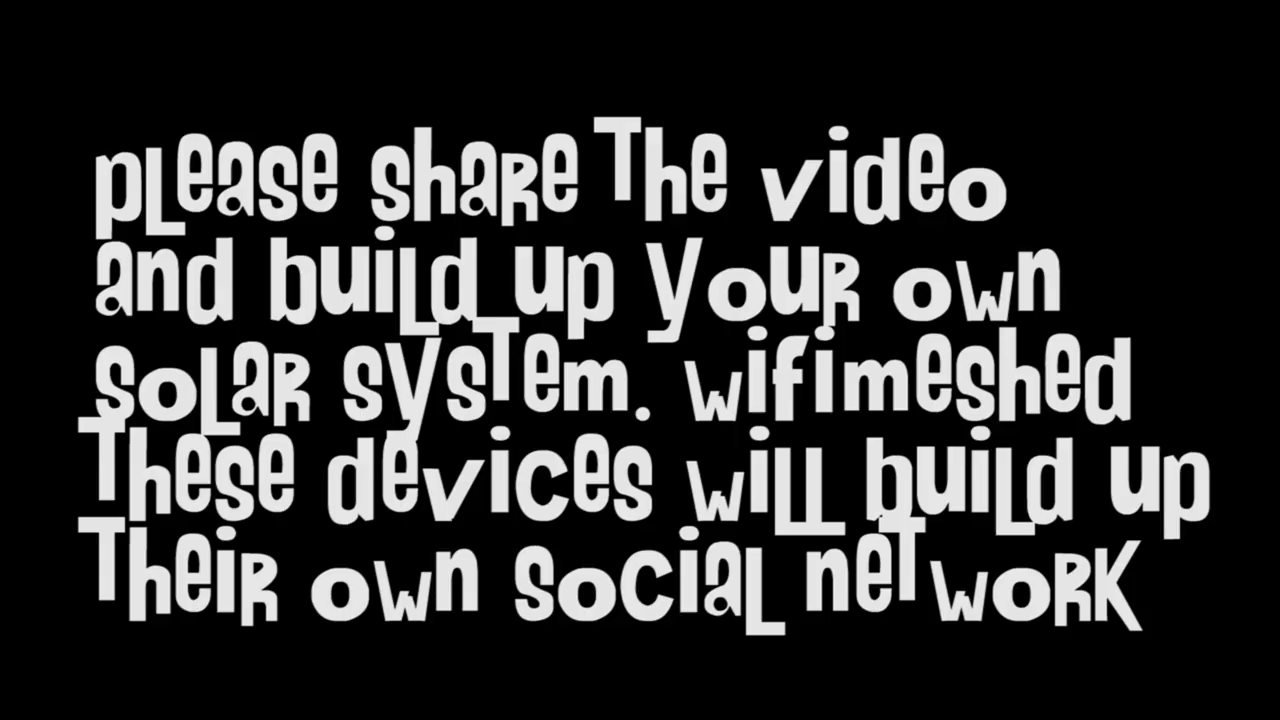 please share The video
and build up your own
solar system. wifimeshed
These devices will build up
Their own social network